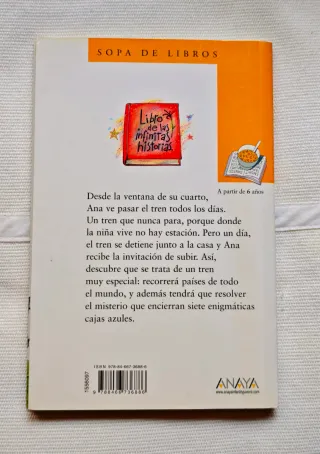 SOPA DE LIBROS
Libro
de las
infinitas
historias
A partir de 6 años
Desde la ventana de su cuarto,
Ana ve pasar el tren todos los días.
Un tren que nunca para, porque donde
la niña vive no hay estación. Pero un día,
el tren se detiene junto a la casa y Ana
recibe la invitación de subir. Así,
descubre que se trata de un tren
muy especial: recorrerá países de todo
el mundo, y además tendrá que resolver
el misterio que encierran siete enigmáticas
cajas azules.
ANAYA
www.anayainfantilyjuvenil.com